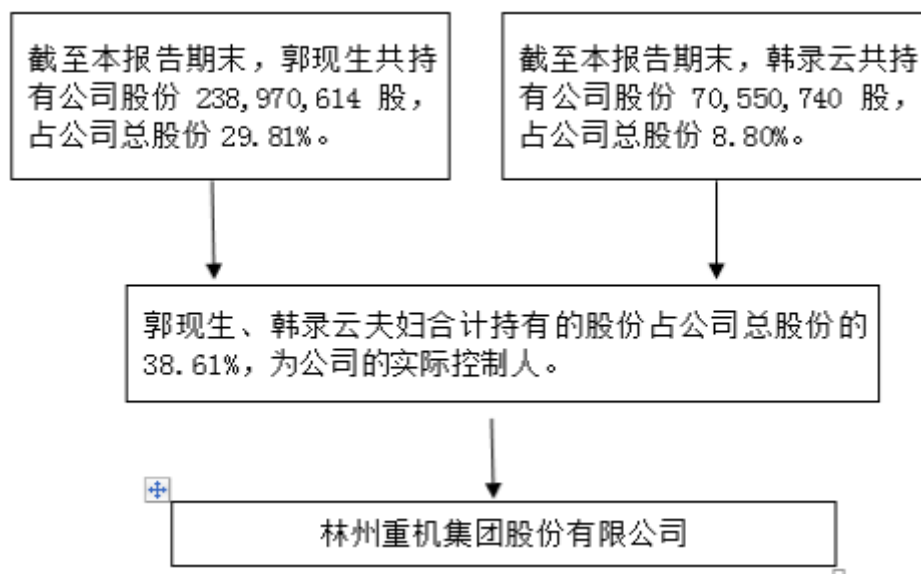 截至本报告期末，郭现生共持
有公司股份 238,970,614 股，
占公司总股份 29.81%。
截至本报告期末，韩录云共持
有公司股份 70,550,740 股，
占公司总股份 8.80%。
郭现生、韩录云夫妇合计持有的股份占公司总股份的
38.61%，为公司的实际控制人。
林州重机集团股份有限公司